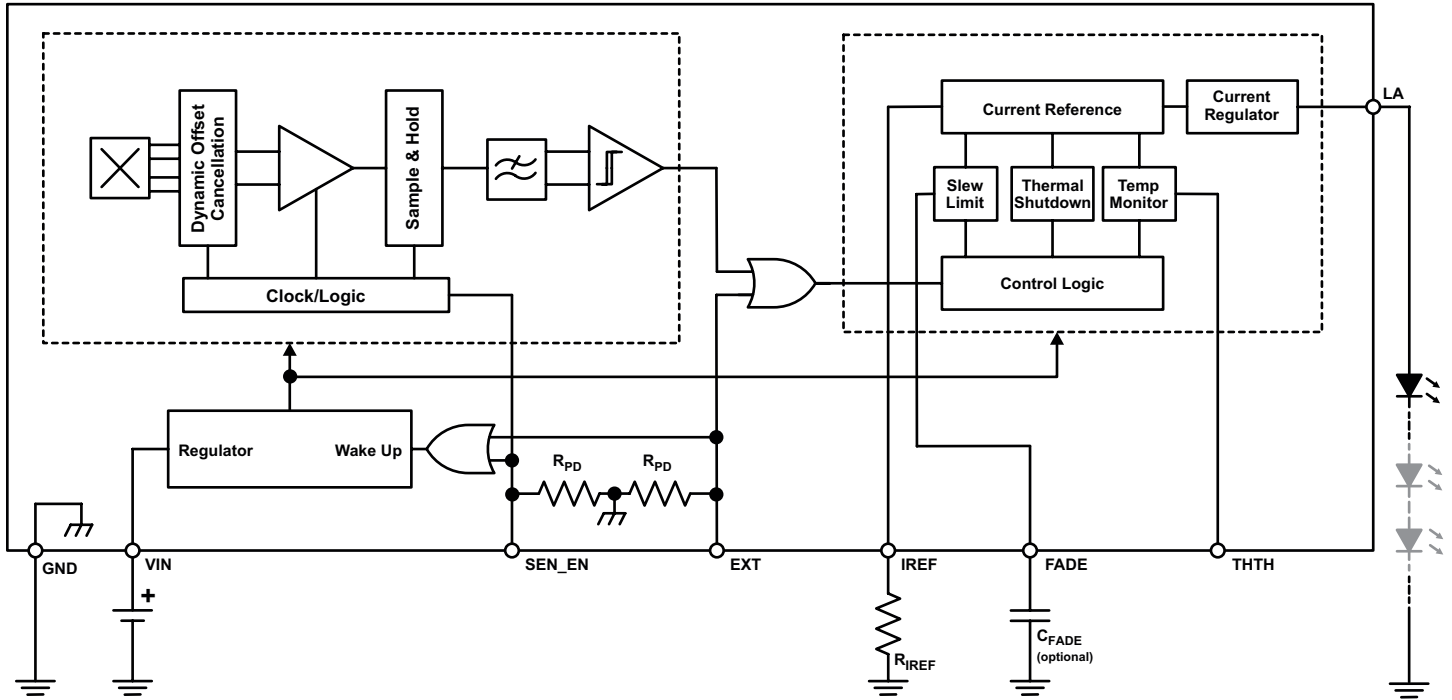 Dynamic Offset
Cancellation
Sample & Hold
Clock/Logic
Current Reference
Current
Regulator
LA
Slew
Limit
Thermal
Shutdown
Temp
Monitor
Control Logic
Regulator
Wake Up
RPD
RPD
GND
VIN
SEN_EN
EXT
IREF
FADE
THTH
+
RIREF
CFADE
(optional)